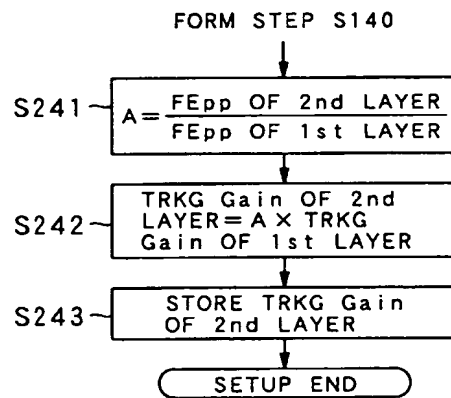 FORM STEP S140
S241
A = FEpp OF 2nd LAYER
FEpp OF 1st LAYER
S242
TRKG Gain OF 2nd
LAYER = A × TRKG
Gain OF 1st LAYER
S243
STORE TRKG Gain
OF 2nd LAYER
SETUP END